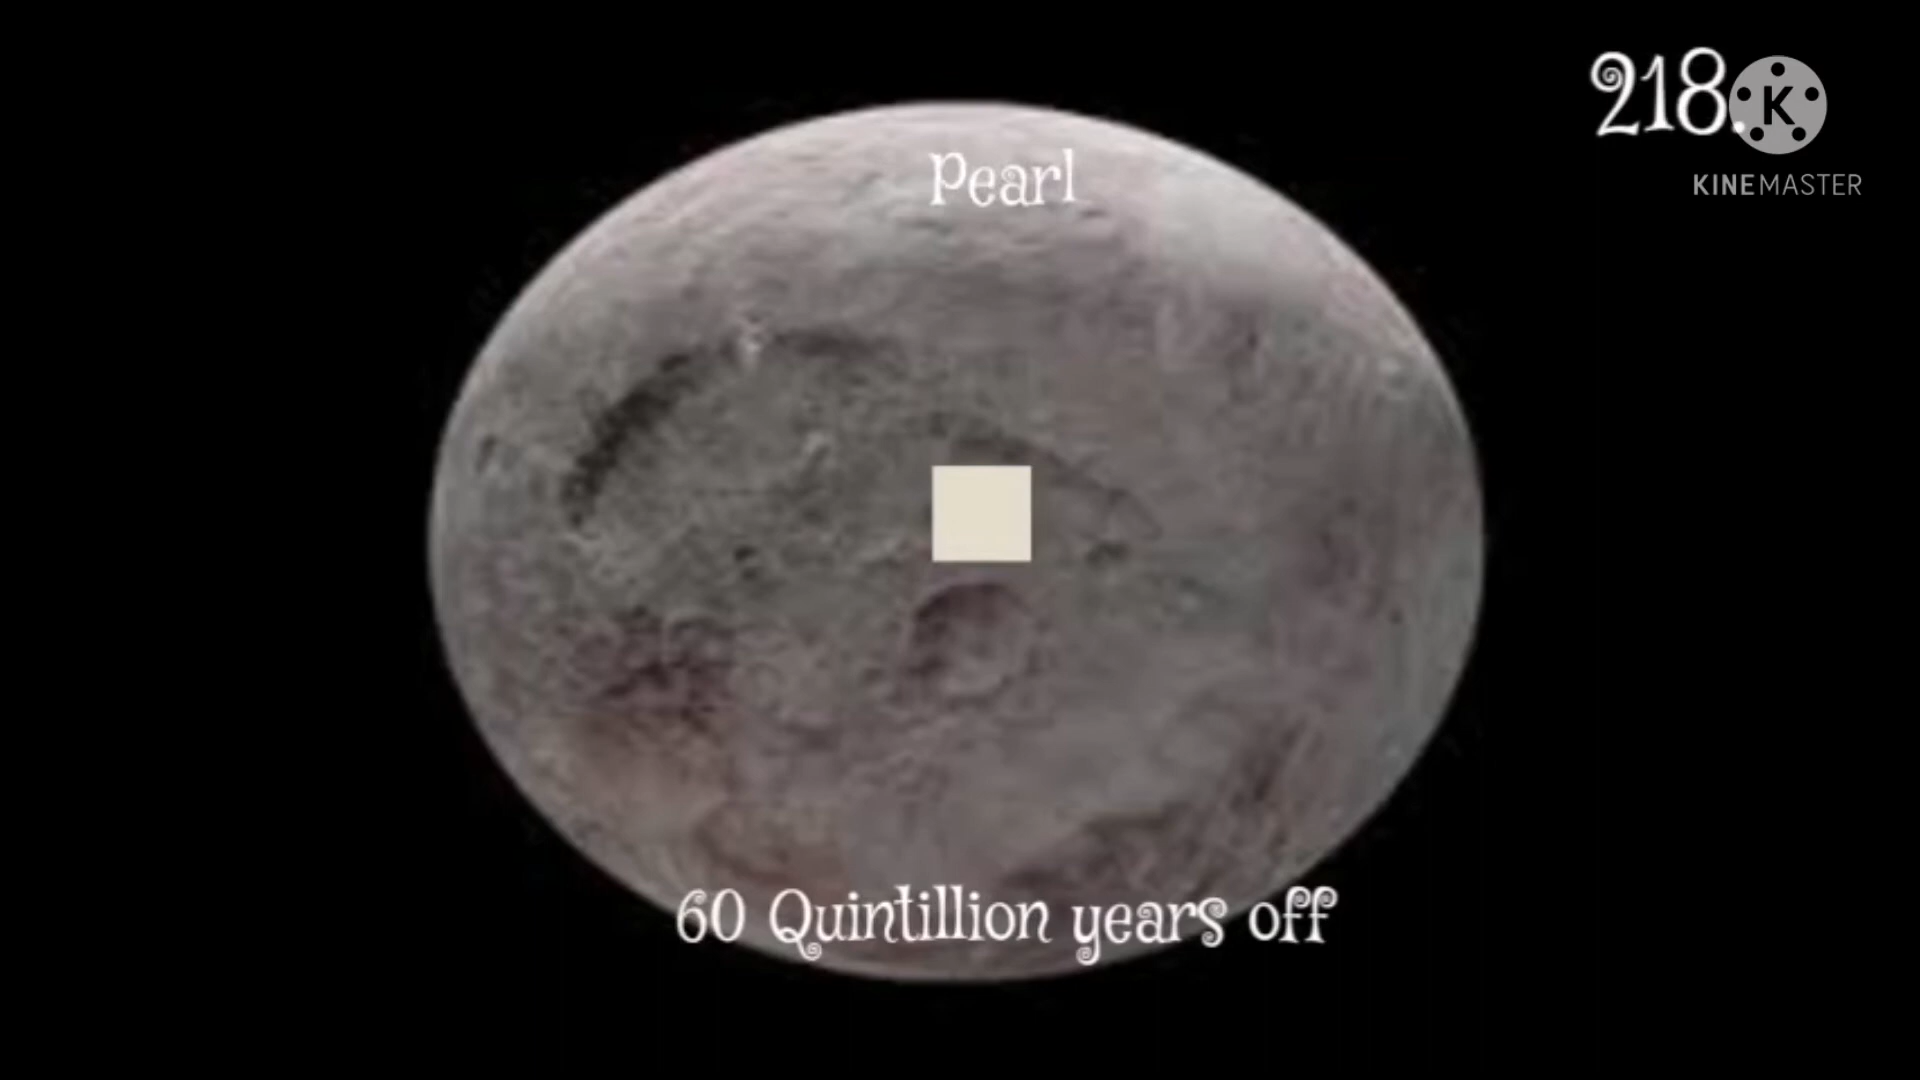 218.
K
KINEMASTER
Pearl
60 Quintillion years off